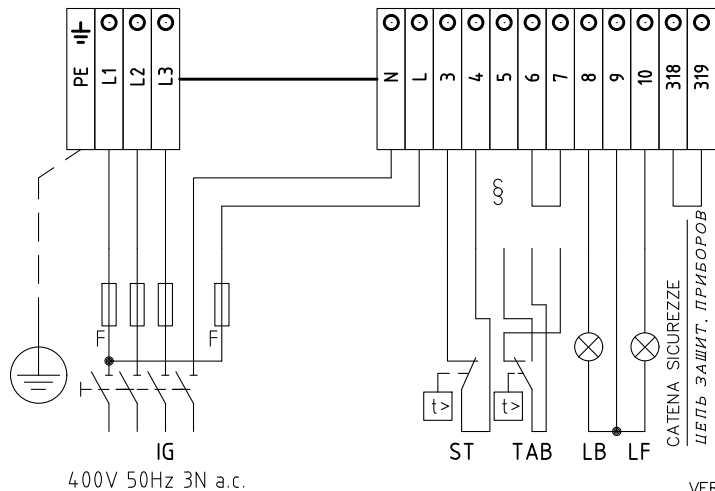 PE L1 L2 L3 N L 3 4 5 6 7 8 9 10 318 319
§
F F
t> t>
IG ST TAB LB LF
400V 50Hz 3N a.c.
CATENA SICUREZZE
ЦЕПЬ ЗАЩИТ. ПРИБОРОВ
VER